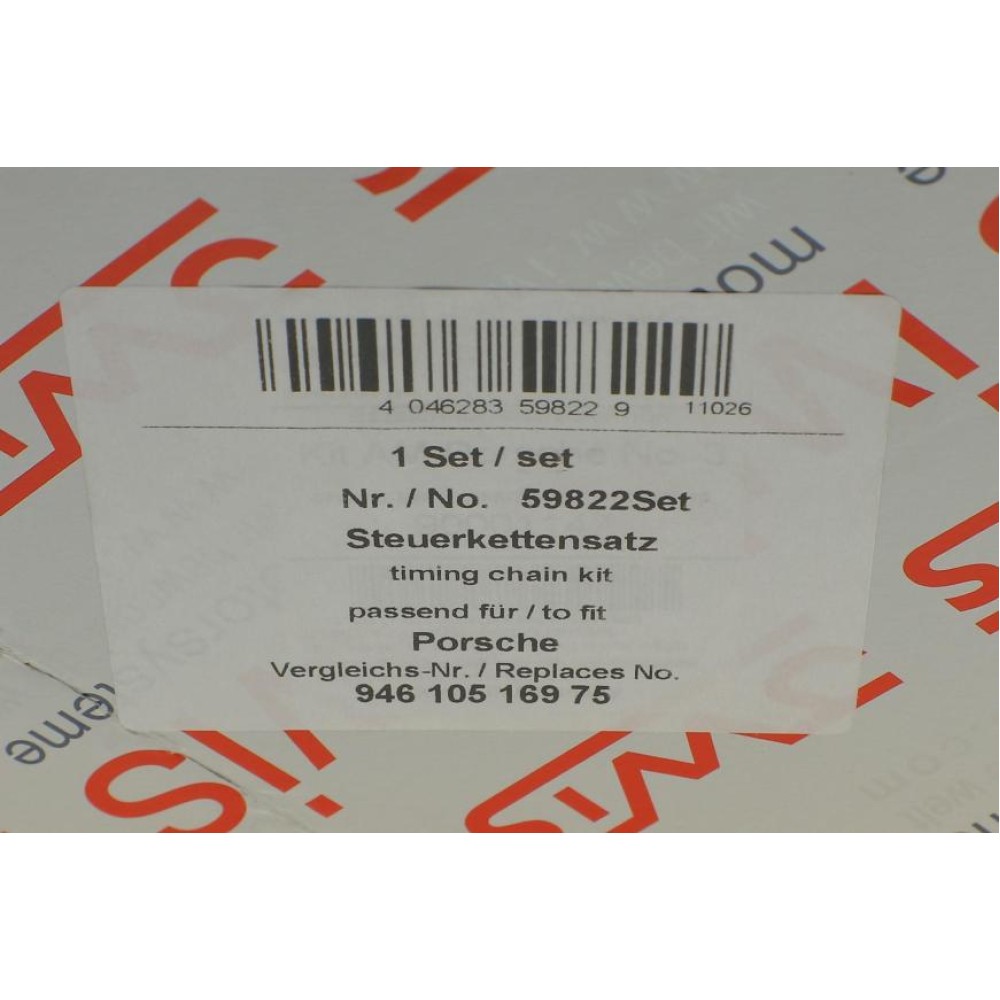 4 046283 59822 9 11026
1 Set / set
Nr. / No. 59822Set
Steuerkettensatz
timing chain kit
passend für / to fit
Porsche
Vergleichs-Nr. / Replaces No.
946 105 169 75